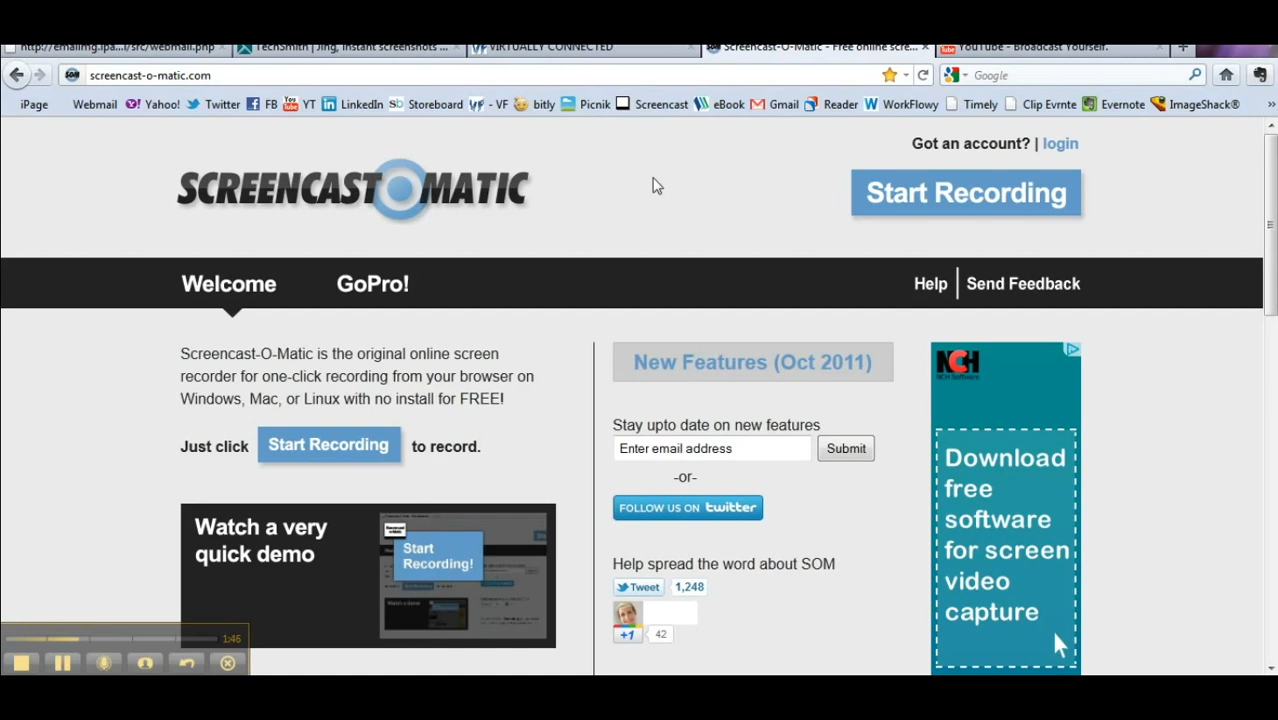 http://emailmg.ipa...l/src/webmail.php
TechSmith | Jing, instant screenshots ...
VIRTUALLY CONNECTED
Screencast-O-Matic - Free online scre...
YouTube - Broadcast Yourself.
screencast-o-matic.com
Google
iPage Webmail Yahoo! Twitter FB YT LinkedIn Storeboard - VF bitly Picnik Screencast eBook Gmail Reader WorkFlowy Timely Clip Evrnte Evernote ImageShack® »
Got an account? | login
SCREENCAST O MATIC
Start Recording
Welcome GoPro! Help Send Feedback
Screencast-O-Matic is the original online screen
recorder for one-click recording from your browser on
Windows, Mac, or Linux with no install for FREE!
Just click Start Recording to record.
Watch a very
quick demo
Start
Recording!
New Features (Oct 2011)
Stay upto date on new features
Enter email address Submit
-or-
FOLLOW US ON twitter
Help spread the word about SOM
Tweet 1,248
+1 42
NCH
NCH Software
Download
free
software
for screen
video
capture
1:46